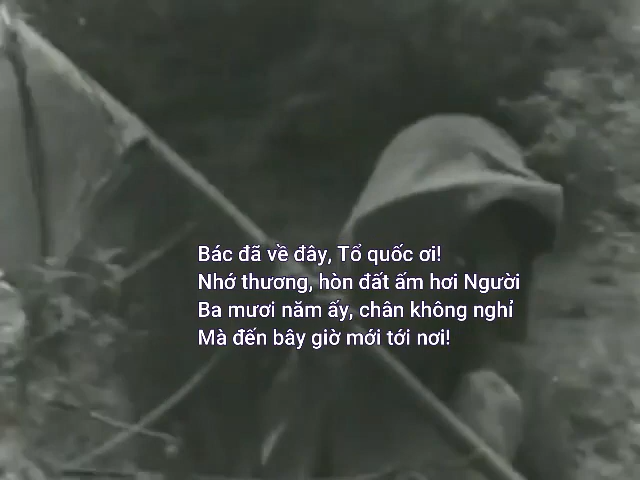 Bác đã về đây, Tổ quốc ơi!
Nhớ thương, hòn đất ấm hơi Người
Ba mươi năm ấy, chân không nghỉ
Mà đến bây giờ mới tới nơi!